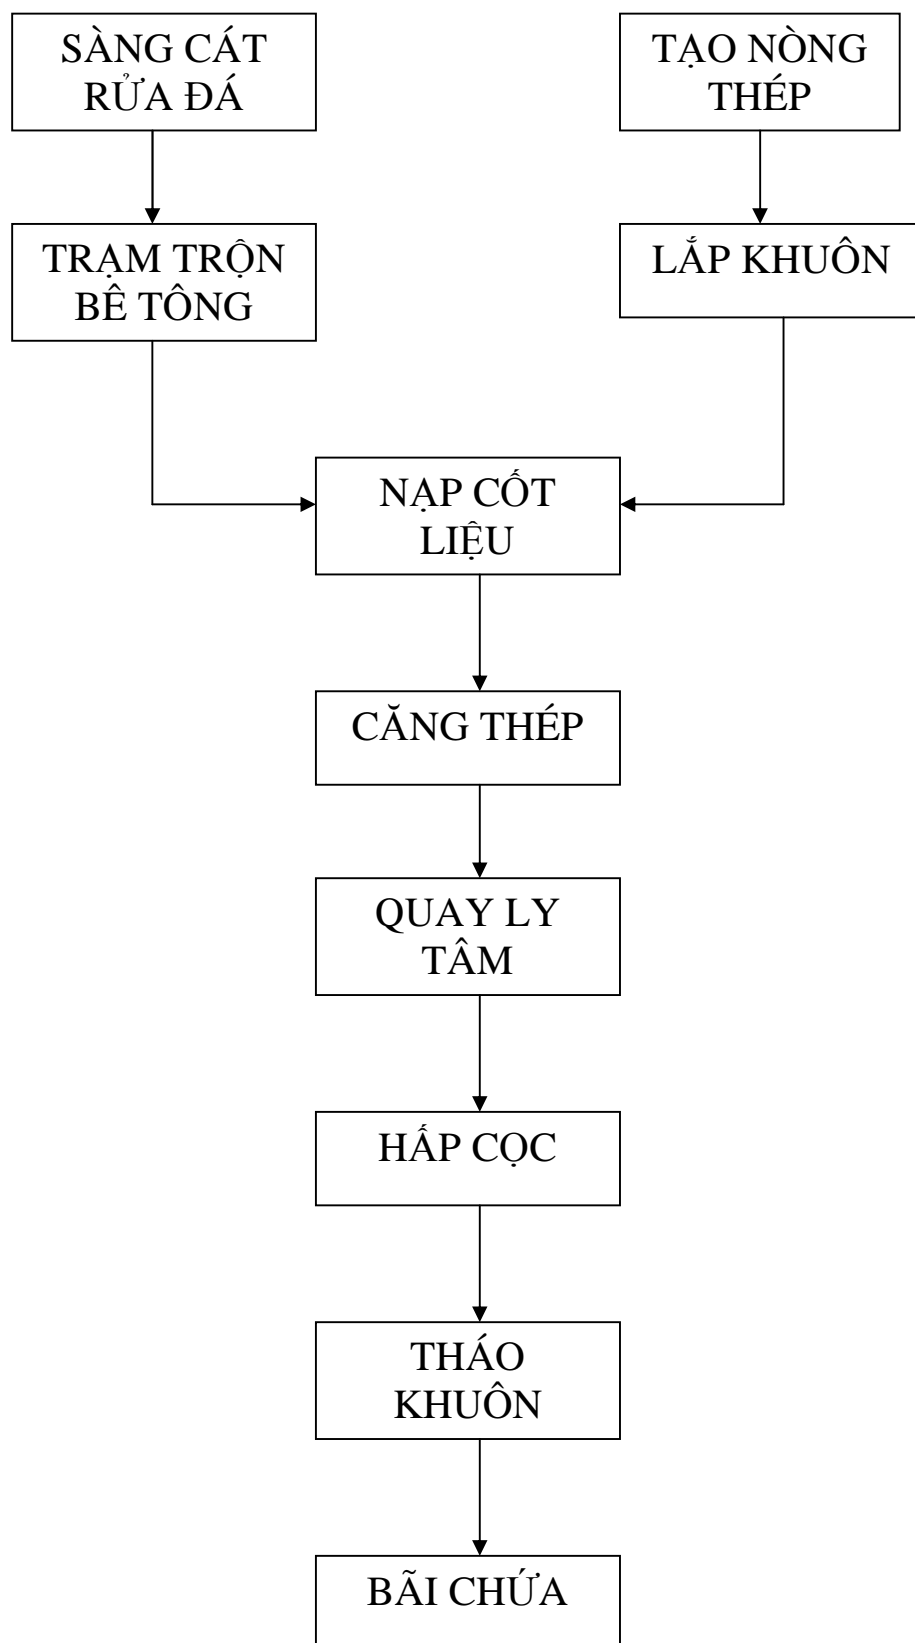 SÀNG CÁT
RỬA ĐÁ
TẠO NÒNG
THÉP
TRẠM TRỘN
BÊ TÔNG
LẮP KHUÔN
NẠP CỐT
LIỆU
CĂNG THÉP
QUAY LY
TÂM
HẤP CỌC
THÁO
KHUÔN
BÃI CHỨA